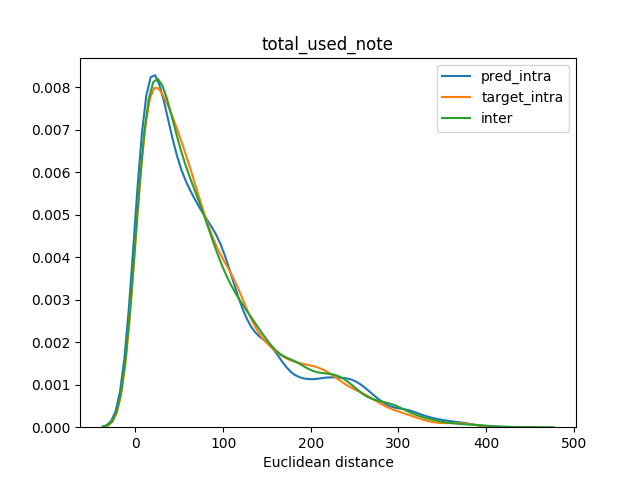 total_used_note
0.008
0.007
0.006
0.005
0.004
0.003
0.002
0.001
0.000
pred_intra
target_intra
inter
0 100 200 300 400 500
Euclidean distance